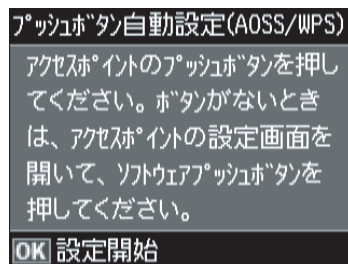 ﾌﾟｯｼｭﾎﾞﾀﾝ自動設定(AOSS/WPS)
ｱｸｾｽﾎﾟｲﾝﾄのﾌﾟｯｼｭﾎﾞﾀﾝを押し
てください。ﾎﾞﾀﾝがないとき
は、ｱｸｾｽﾎﾟｲﾝﾄの設定画面を
開いて、ｿﾌﾄｳｪｱﾌﾟｯｼｭﾎﾞﾀﾝを
押してください。
OK 設定開始